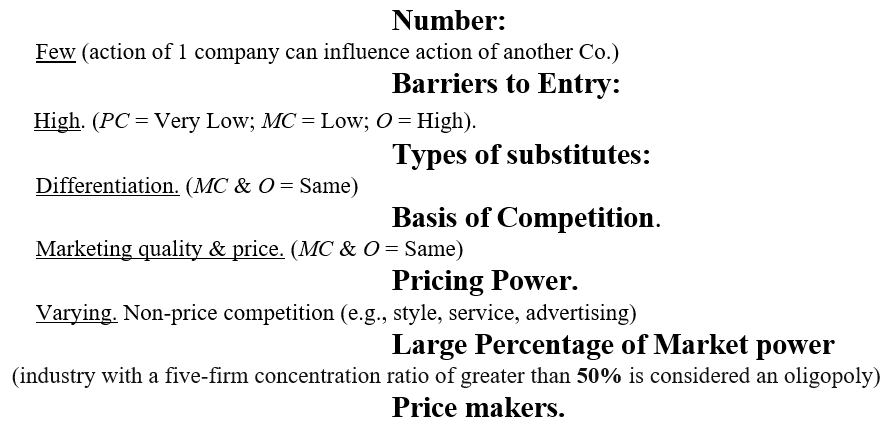 Number:
Few (action of 1 company can influence action of another Co.)
Barriers to Entry:
High. (PC = Very Low; MC = Low; O = High).
Types of substitutes:
Differentiation. (MC & O = Same)
Basis of Competition.
Marketing quality & price. (MC & O = Same)
Pricing Power.
Varying. Non-price competition (e.g., style, service, advertising)
Large Percentage of Market power
(industry with a five-firm concentration ratio of greater than 50% is considered an oligopoly)
Price makers.